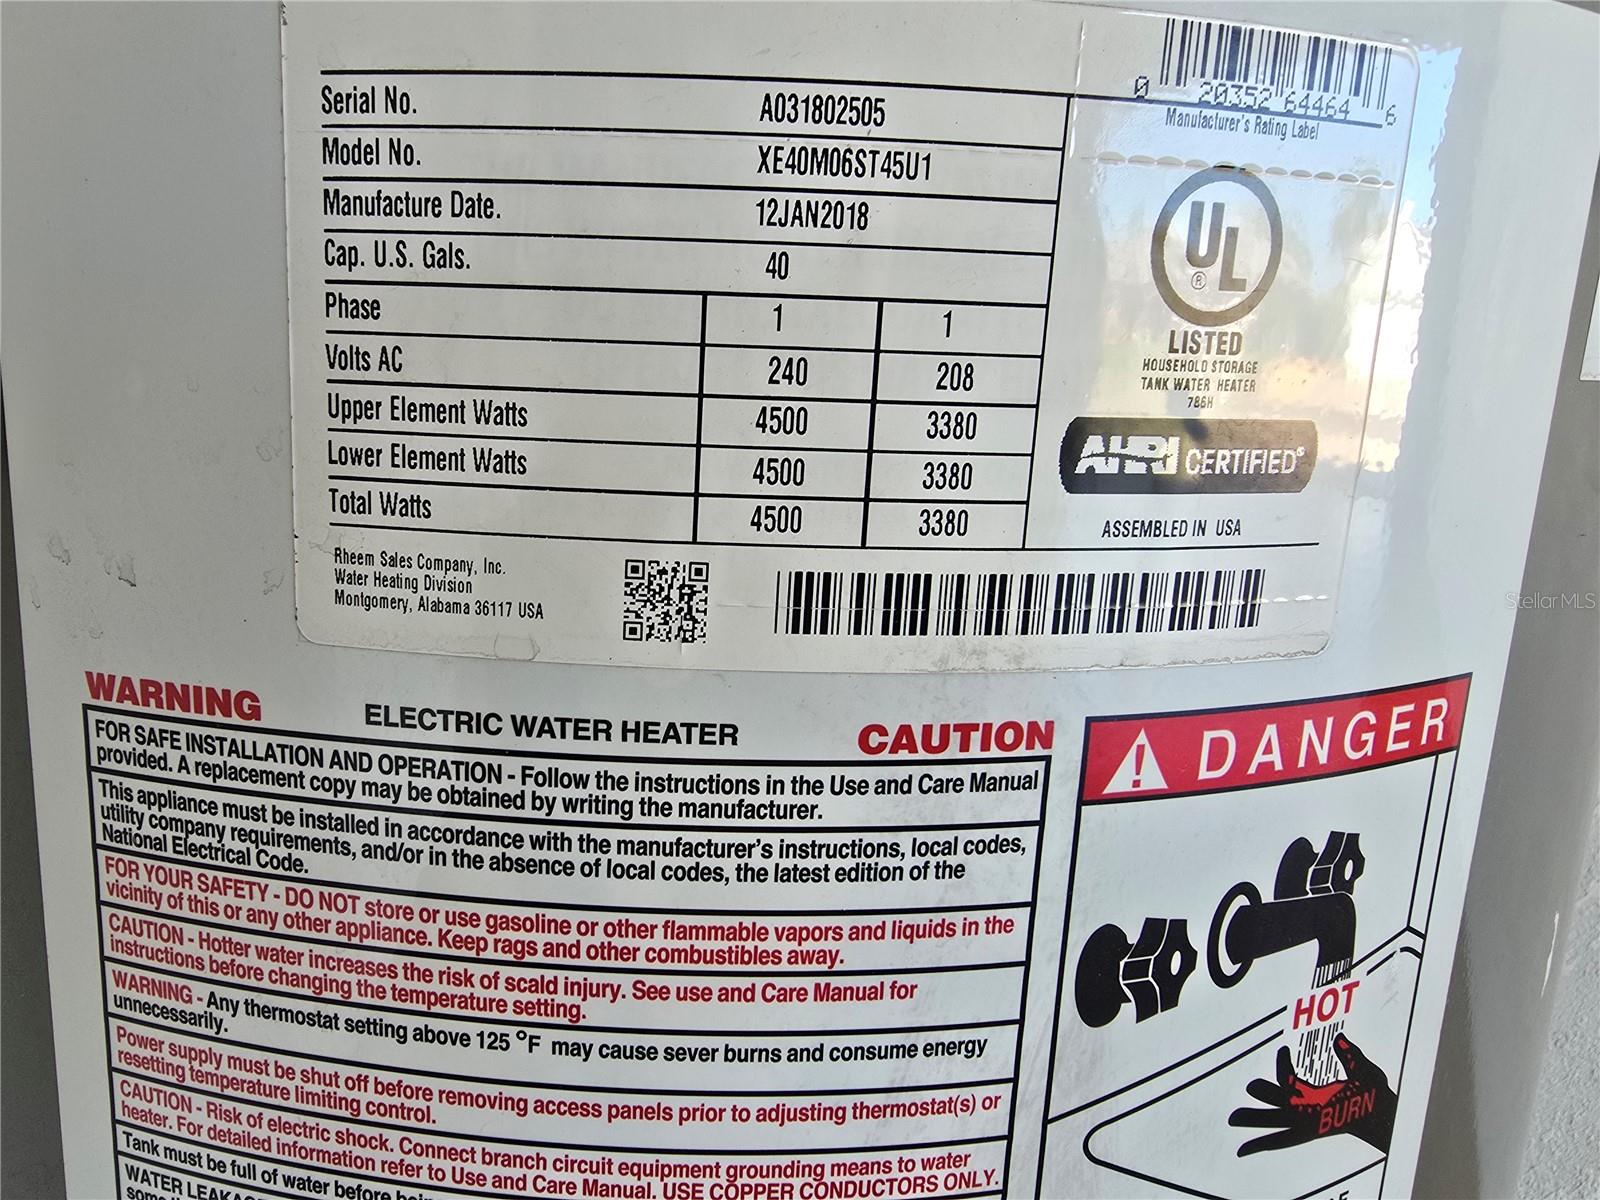 0 20352 64464 6
Manufacturer's Rating Label
Serial No. A031802505
Model No. XE40M06ST45U1
Manufacture Date. 12JAN2018
Cap. U.S. Gals. 40
Phase 1 1
Volts AC 240 208
Upper Element Watts 4500 3380
Lower Element Watts 4500 3380
Total Watts 4500 3380
UL
®
LISTED
HOUSEHOLD STORAGE
TANK WATER HEATER
786H
AHRI CERTIFIED®
ASSEMBLED IN USA
Rheem Sales Company, Inc.
Water Heating Division
Montgomery, Alabama 36117 USA
StellarMLS
WARNING ELECTRIC WATER HEATER CAUTION
FOR SAFE INSTALLATION AND OPERATION - Follow the instructions in the Use and Care Manual
provided. A replacement copy may be obtained by writing the manufacturer.
This appliance must be installed in accordance with the manufacturer's instructions, local codes,
utility company requirements, and/or in the absence of local codes, the latest edition of the
National Electrical Code.
FOR YOUR SAFETY - DO NOT store or use gasoline or other flammable vapors and liquids in the
vicinity of this or any other appliance. Keep rags and other combustibles away.
CAUTION - Hotter water increases the risk of scald injury. See use and Care Manual for
instructions before changing the temperature setting.
WARNING - Any thermostat setting above 125 °F may cause sever burns and consume energy
unnecessarily.
Power supply must be shut off before removing access panels prior to adjusting thermostat(s) or
resetting temperature limiting control.
CAUTION - Risk of electric shock. Connect branch circuit equipment grounding means to water
heater. For detailed information refer to Use and Care Manual. USE COPPER CONDUCTORS ONLY.
Tank must be full of water before
WATER
DANGER
HOT
BURN